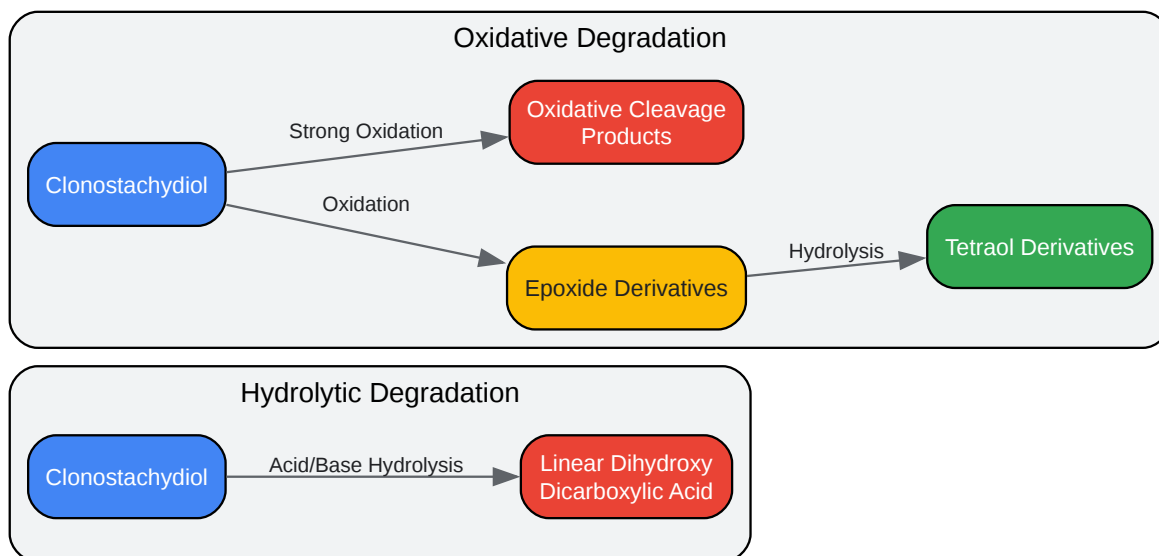 Oxidative Degradation
Oxidative Cleavage
Products
Strong Oxidation
Clonostachydiol
Oxidation
Hydrolysis
Tetraol Derivatives
Epoxide Derivatives
Hydrolytic Degradation
Clonostachydiol
Acid/Base Hydrolysis
Linear Dihydroxy
Dicarboxylic Acid